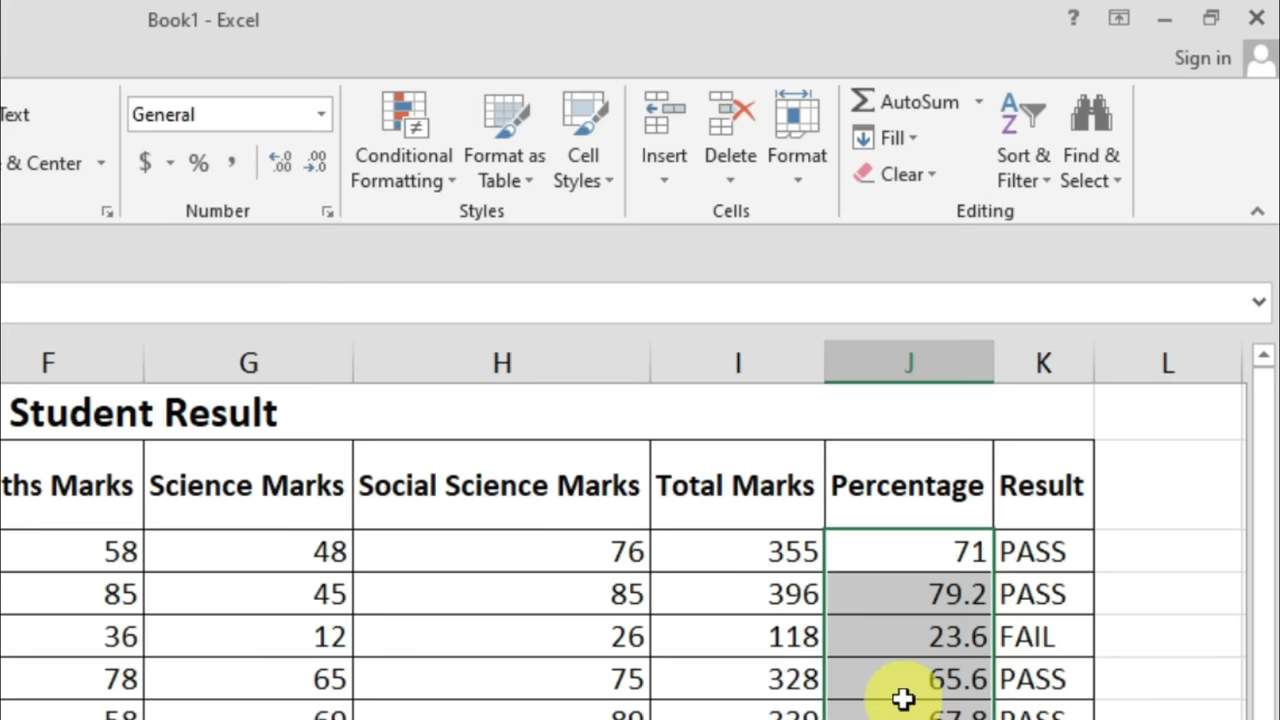 Book1 - Excel
?
Sign in
Text
General
Conditional Formatting
Format as Table
Cell Styles
Insert
Delete
Format
AutoSum
Fill
Clear
Sort & Filter
Find & Select
& Center
$ % , .00 .00
Number
Styles
Cells
Editing
F G H I J K L
Student Result
ths Marks Science Marks Social Science Marks Total Marks Percentage Result
58 48 76 355 71 PASS
85 45 85 396 79.2 PASS
36 12 26 118 23.6 FAIL
78 65 75 328 65.6 PASS
58 69 89 339 67.8 PASS